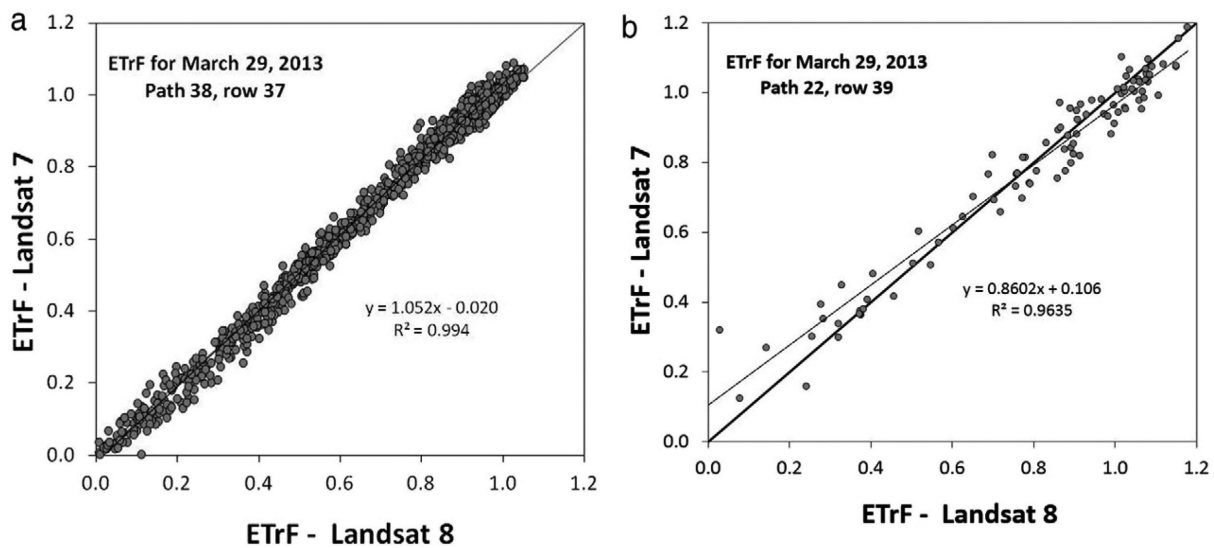 a
ETrF for March 29, 2013
Path 38, row 37
1.2
1.0
0.8
0.6
0.4
0.2
0.0
ETrF - Landsat 7
y = 1.052x - 0.020
R² = 0.994
0.0 0.2 0.4 0.6 0.8 1.0 1.2
ETrF - Landsat 8
b
ETrF for March 29, 2013
Path 22, row 39
1.2
1.0
0.8
0.6
0.4
0.2
0.0
ETrF - Landsat 7
y = 0.8602x + 0.106
R² = 0.9635
0.0 0.2 0.4 0.6 0.8 1.0 1.2
ETrF - Landsat 8